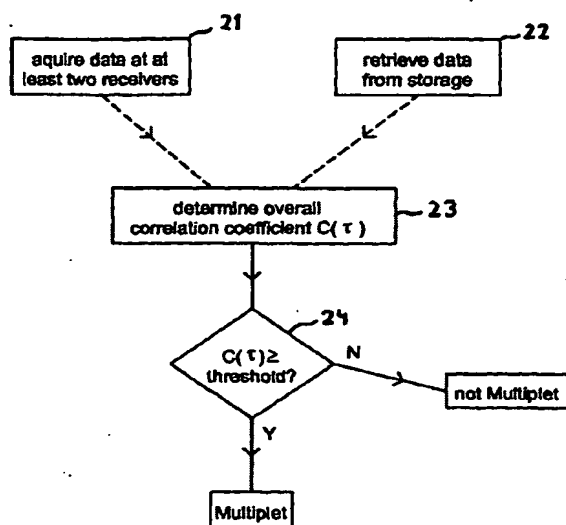 21
aquire data at at
least two receivers
22
retrieve data
from storage
determine overall
correlation coefficient C( τ )
23
24
C( τ ) ≥
threshold?
N
not Multiplet
Y
Multiplet